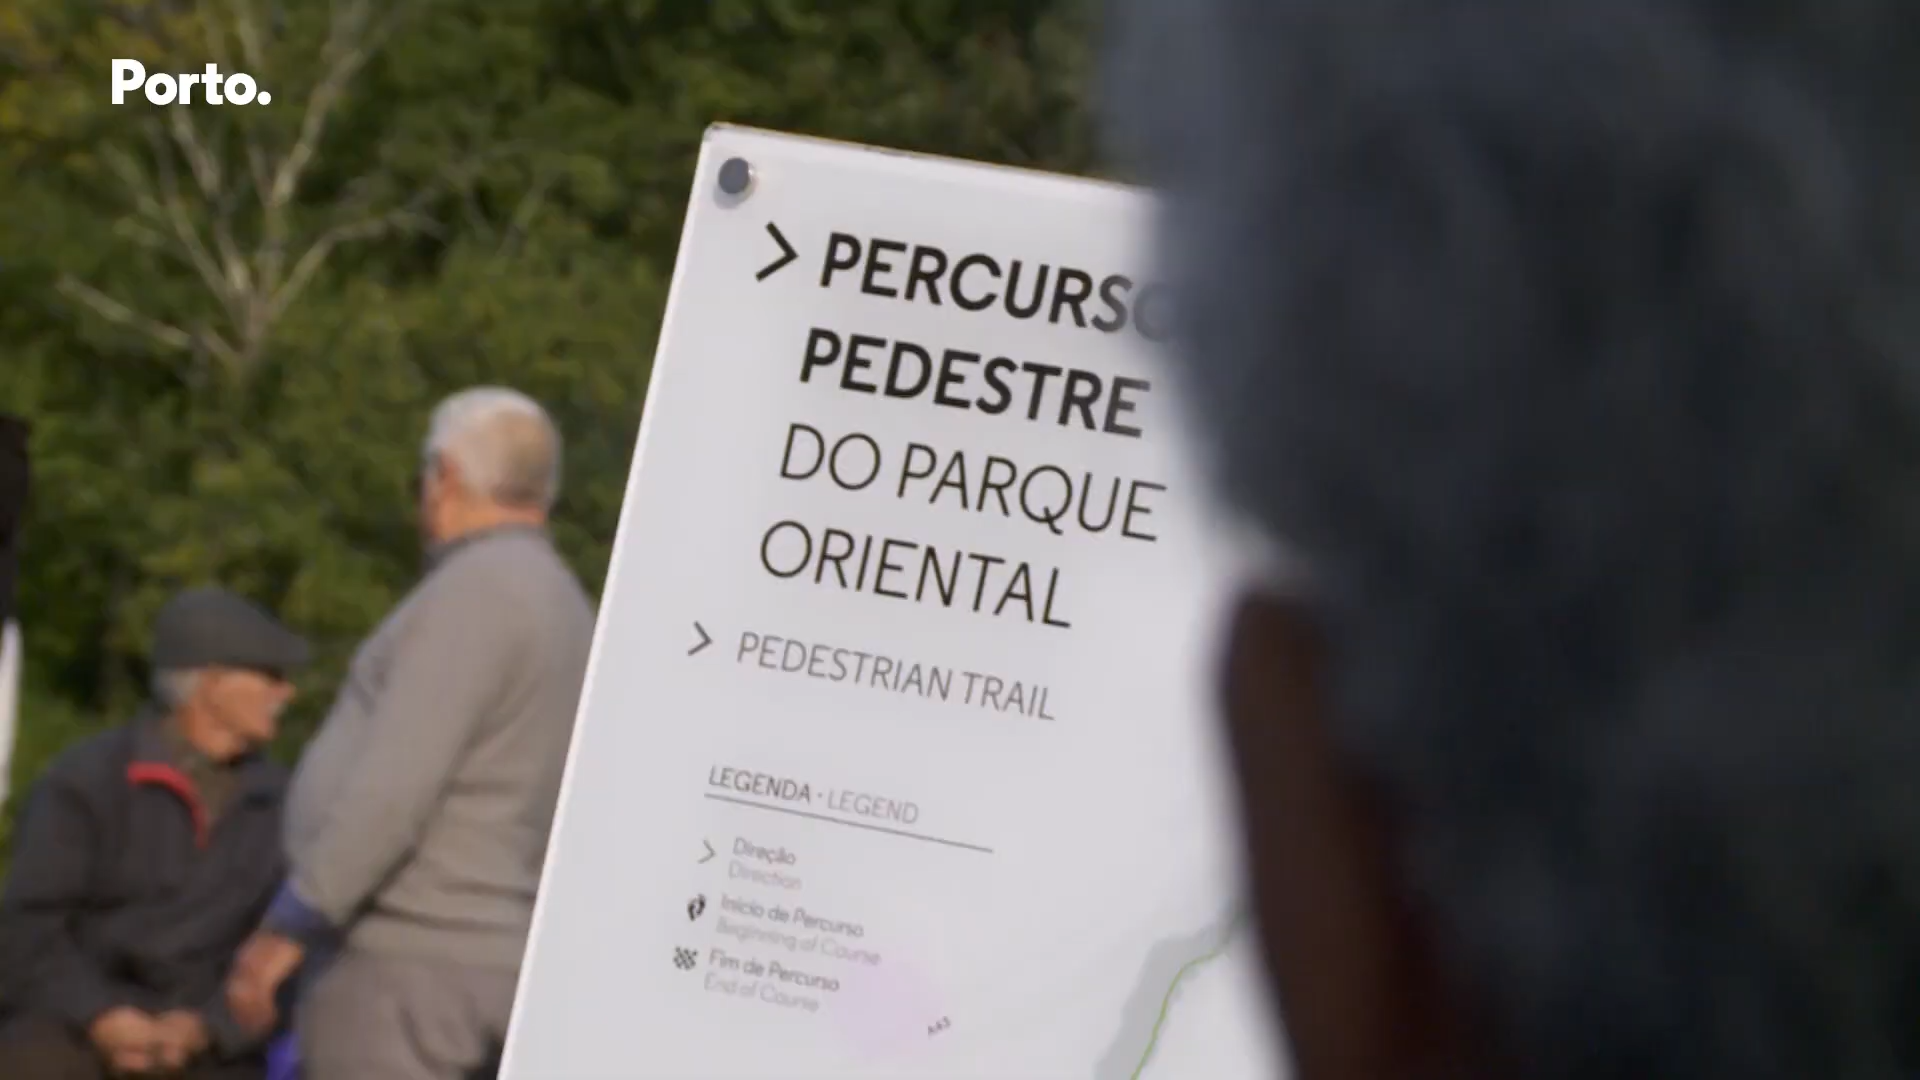 Porto.
> PERCURSO
PEDESTRE
DO PARQUE
ORIENTAL
> PEDESTRIAN TRAIL
LEGENDA · LEGEND
Direção
Direction
Início de Percurso
Beginning of Course
Fim de Percurso
End of Course
A43